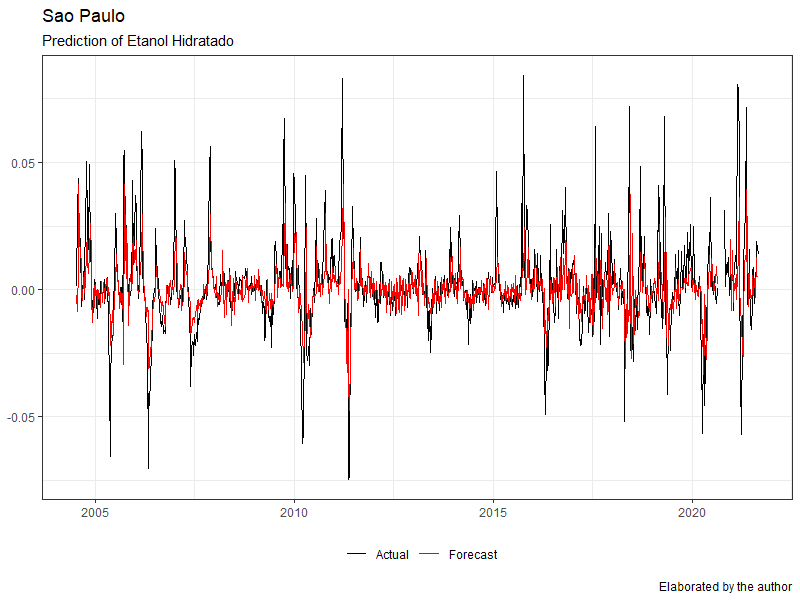 Sao Paulo
Prediction of Etanol Hidratado
0.05
0.00
-0.05
2005 2010 2015 2020
Actual Forecast
Elaborated by the author